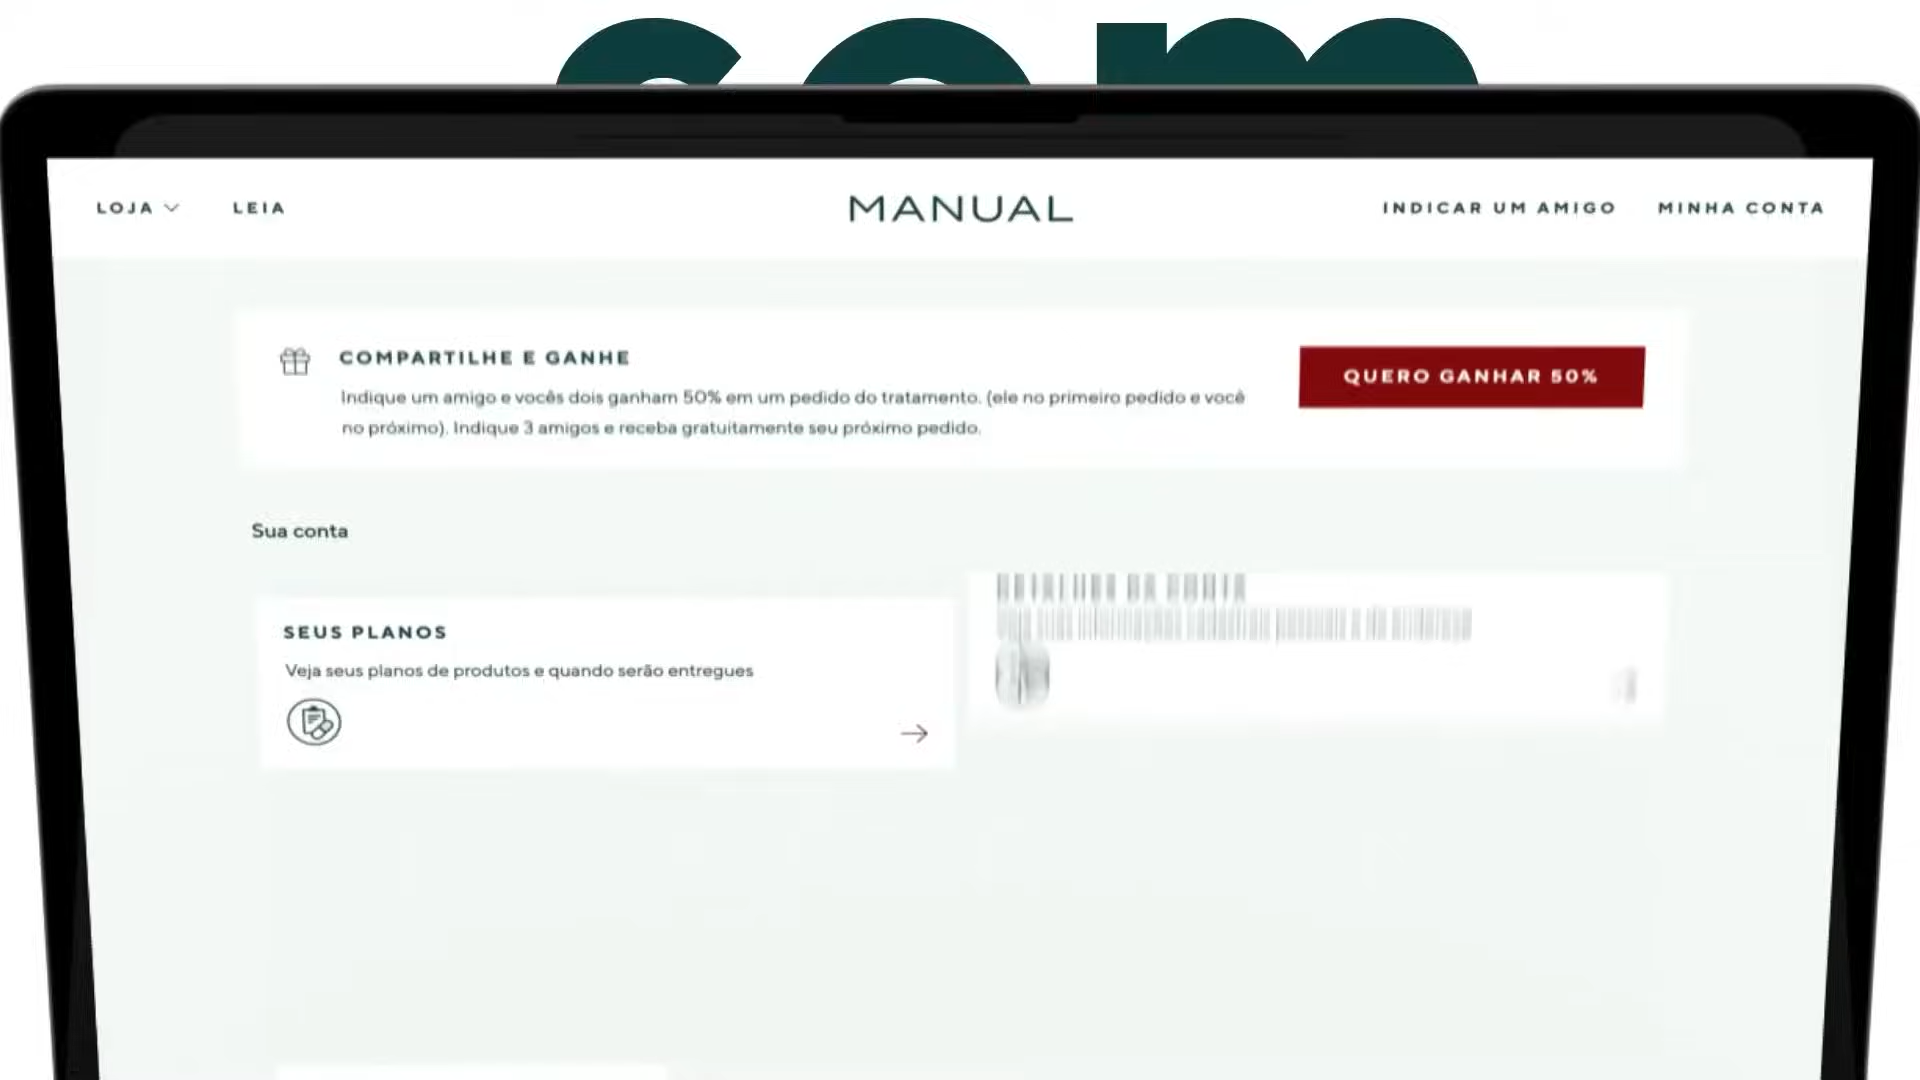 com
LOJA
LEIA
MANUAL
INDICAR UM AMIGO
MINHA CONTA
COMPARTILHE E GANHE
Indique um amigo e vocês dois ganham 50% em um pedido do tratamento. (ele no primeiro pedido e você
no próximo). Indique 3 amigos e receba gratuitamente seu próximo pedido.
QUERO GANHAR 50%
Sua conta
SEUS PLANOS
Veja seus planos de produtos e quando serão entregues